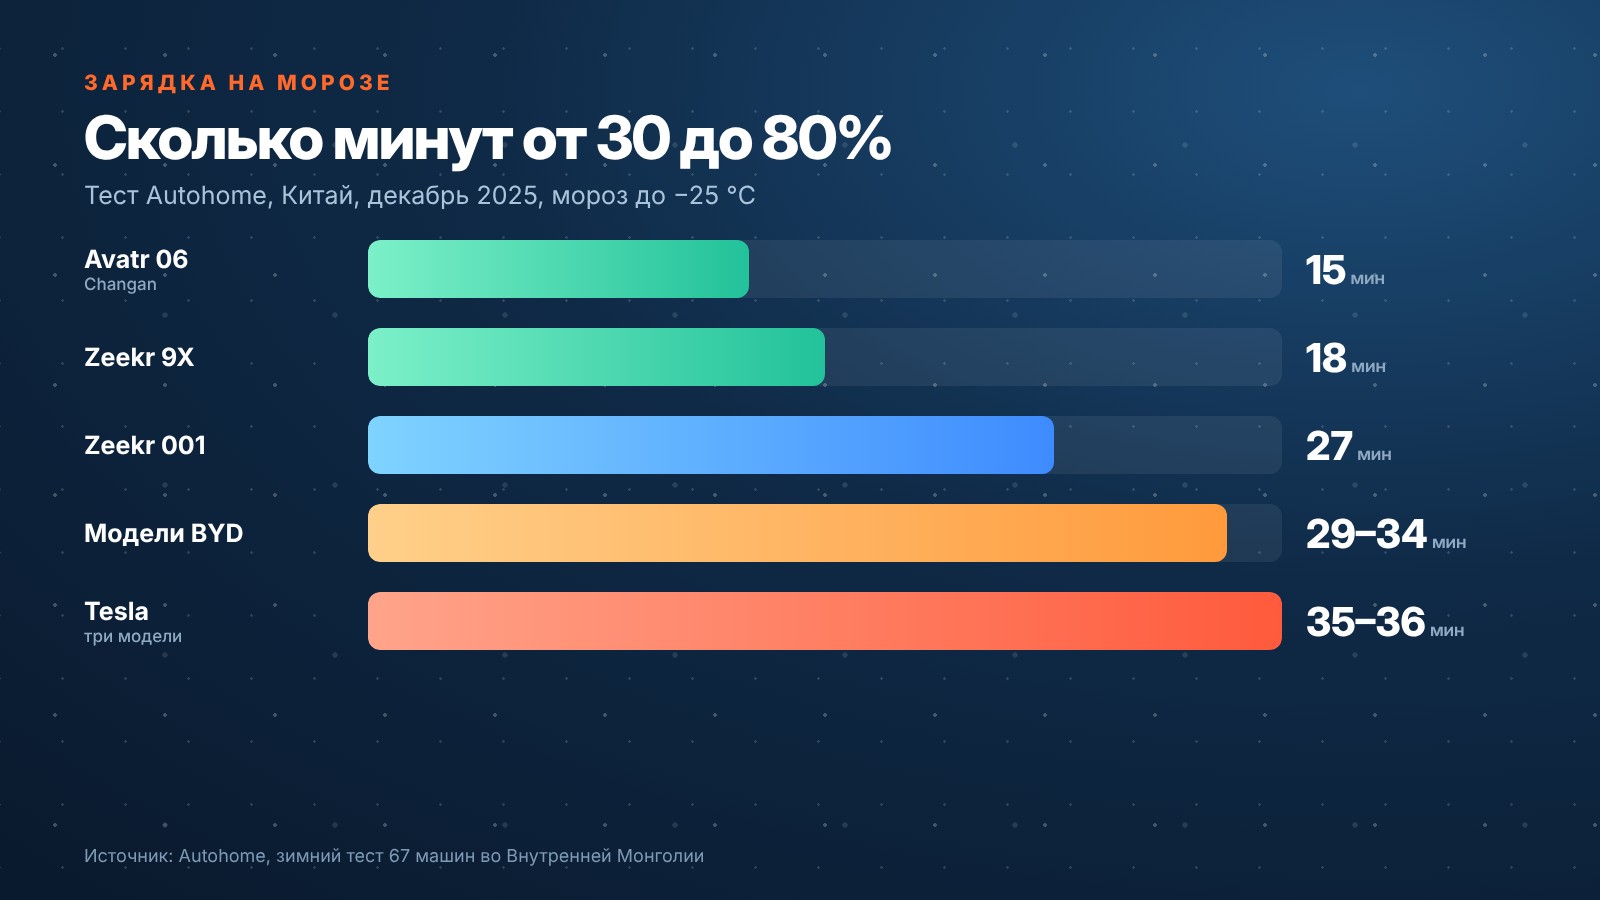 ЗАРЯДКА НА МОРОЗЕ
Сколько минут от 30 до 80%
Тест Autohome, Китай, декабрь 2025, мороз до −25 °C
Avatr 06
Changan
15 мин
Zeekr 9X
18 мин
Zeekr 001
27 мин
Модели BYD
29–34 мин
Tesla
три модели
35–36 мин
Источник: Autohome, зимний тест 67 машин во Внутренней Монголии